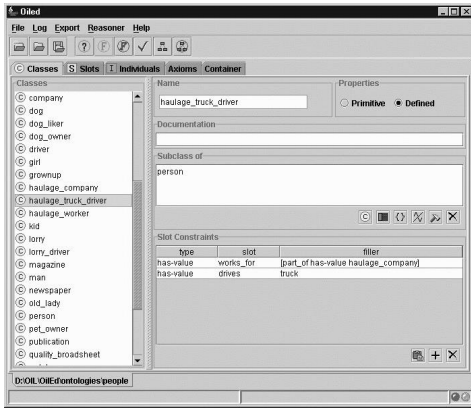 Oiled
File Log Export Reasoner Help
C Classes S Slots I Individuals Axioms Container
Classes
company
dog
dog_liker
dog_owner
driver
girl
grownup
haulage_company
haulage_truck_driver
haulage_worker
kid
lorry
lorry_driver
magazine
man
newspaper
old_lady
person
pet_owner
publication
quality_broadsheet
Name
haulage_truck_driver
Properties
Primitive Defined
Documentation
Subclass of
person
Slot Constraints
type slot filler
has-value works_for [part_of has-value haulage_company]
has-value drives truck
D:\OIL\OilEd\ontologies\people